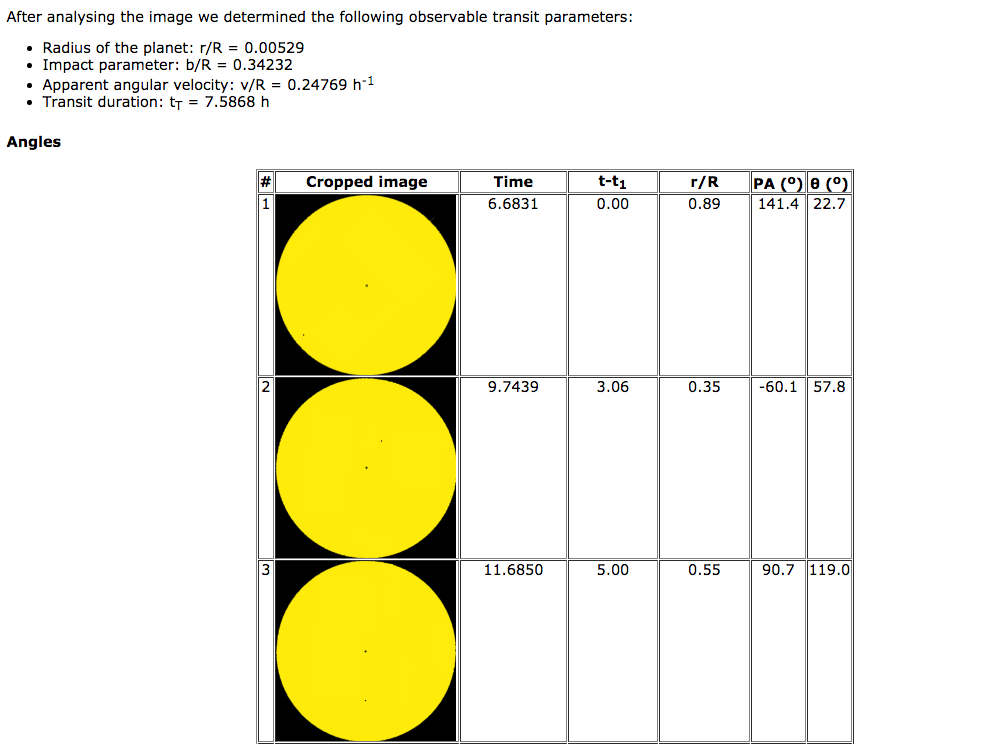 After analysing the image we determined the following observable transit parameters:
• Radius of the planet: r/R = 0.00529
• Impact parameter: b/R = 0.34232
• Apparent angular velocity: v/R = 0.24769 h⁻¹
• Transit duration: tT = 7.5868 h
Angles
# Cropped image Time t-t₁ r/R PA (º) θ (º)
1 6.6831 0.00 0.89 141.4 22.7
2 9.7439 3.06 0.35 -60.1 57.8
3 11.6850 5.00 0.55 90.7 119.0